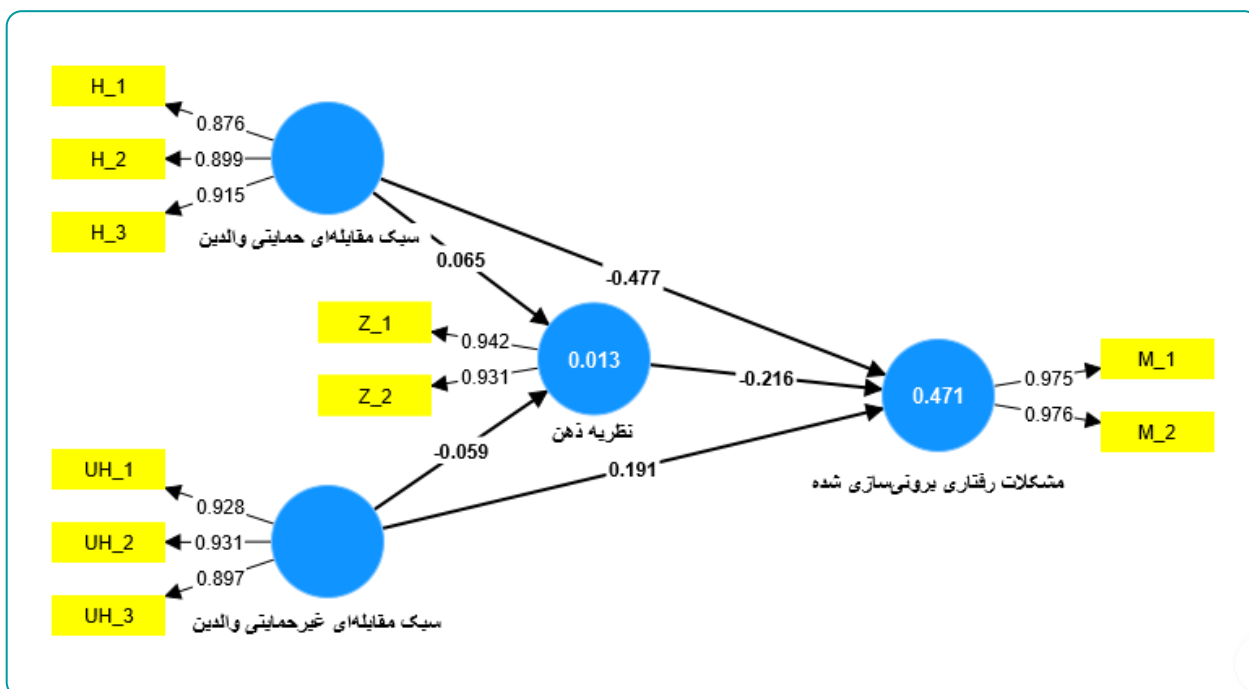 H_1
0.876
H_2
0.899
0.915
H_3
سبک مقابله‌ای حمایتی والدین
0.065
-0.477
Z_1
0.942
0.013
Z_2
0.931
-0.216
نظریه ذهن
0.471
M_1
0.975
0.976
M_2
مشکلات رفتاری برونی‌سازی شده
-0.059
0.191
UH_1
0.928
UH_2
0.931
0.897
UH_3
سبک مقابله‌ای غیرحمایتی والدین